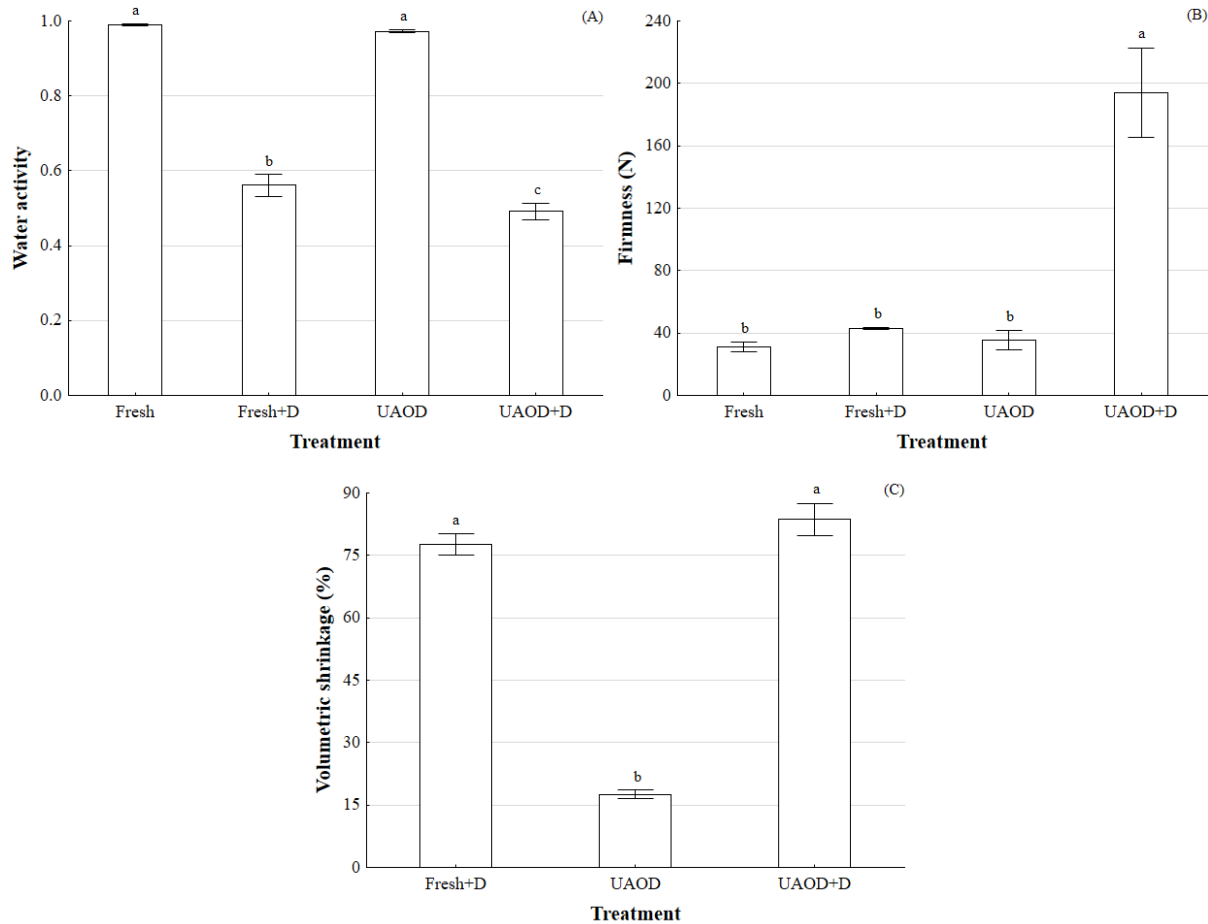 (A)
Water activity
1.0
0.8
0.6
0.4
0.2
0.0
a
b
a
c
Fresh
Fresh+D
UAOD
UAOD+D
Treatment
(B)
Firmness (N)
240
200
160
120
80
40
0
b
b
b
a
Fresh
Fresh+D
UAOD
UAOD+D
Treatment
(C)
Volumetric shrinkage (%)
90
75
60
45
30
15
0
a
b
a
Fresh+D
UAOD
UAOD+D
Treatment